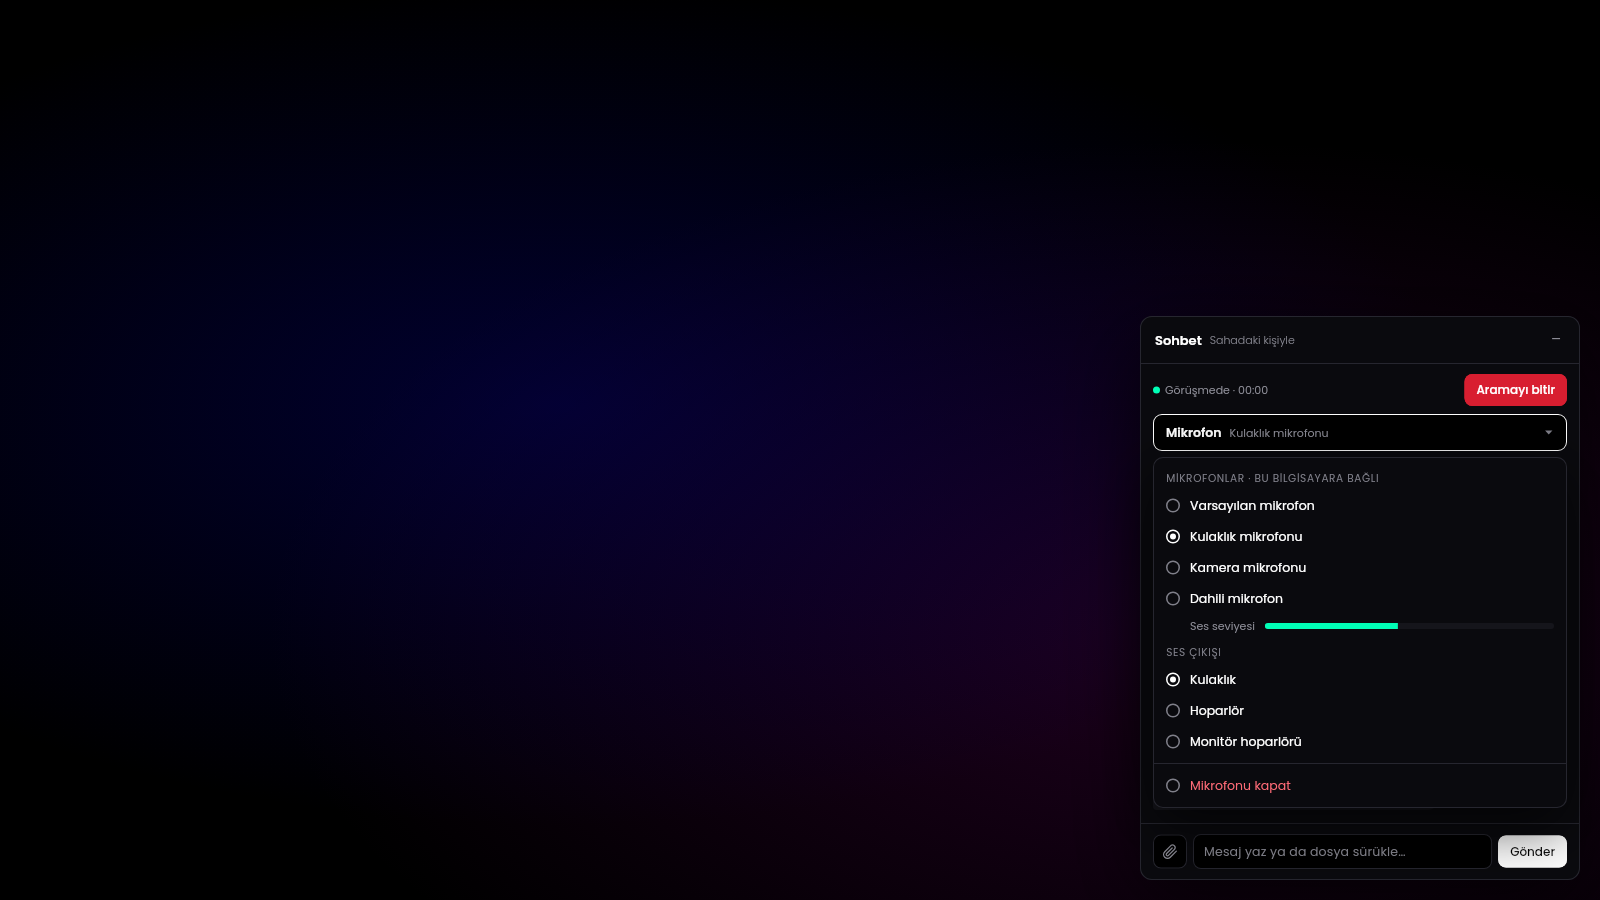 Sohbet Sahadaki kişiyle
Görüşmede · 00:00 Aramayı bitir
Mikrofon Kulaklık mikrofonu
MİKROFONLAR · BU BİLGİSAYARA BAĞLI
Varsayılan mikrofon
Kulaklık mikrofonu
Kamera mikrofonu
Dahili mikrofon
Ses seviyesi
SES ÇIKIŞI
Kulaklık
Hoparlör
Monitör hoparlörü
Mikrofonu kapat
Mesaj yaz ya da dosya sürükle... Gönder